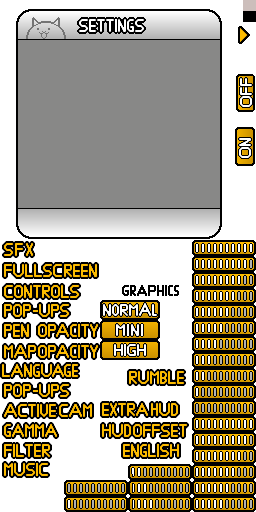 SETTINGS
OFF
ON
SFX
FULLSCREEN
CONTROLS
GRAPHICS
POP-UPS
NORMAL
PEN OPACITY
MINI
MAPOPACITY
HIGH
LANGUAGE
RUMBLE
POP-UPS
ACTIVECAM
EXTRAHUD
GAMMA
HUDOFFSET
FILTER
ENGLISH
MUSIC